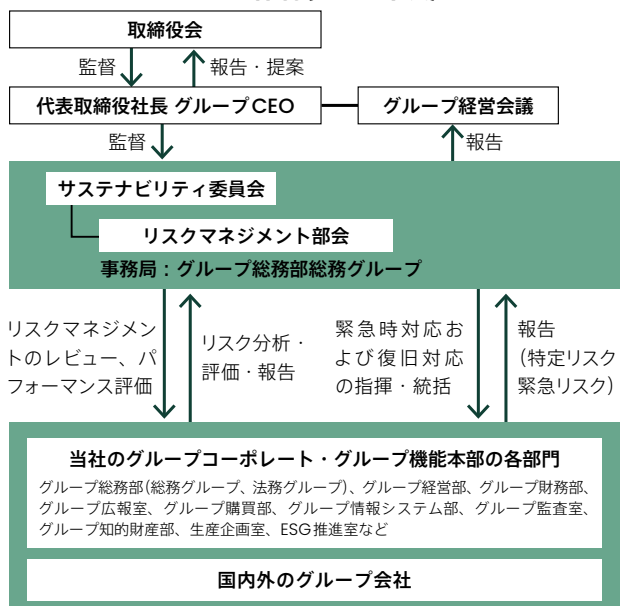 取締役会
監督
報告・提案
代表取締役社長 グループCEO
グループ経営会議
監督
報告
サステナビリティ委員会
リスクマネジメント部会
事務局：グループ総務部総務グループ
リスクマネジメン
トのレビュー、パ
フォーマンス評価
リスク分析・
評価・報告
緊急時対応お
よび復旧対応
の指揮・統括
報告
(特定リスク
緊急リスク)
当社のグループコーポレート・グループ機能本部の各部門
グループ総務部(総務グループ、法務グループ)、グループ経営部、グループ財務部、
グループ広報室、グループ購買部、グループ情報システム部、グループ監査室、
グループ知的財産部、生産企画室、ESG推進室など
国内外のグループ会社